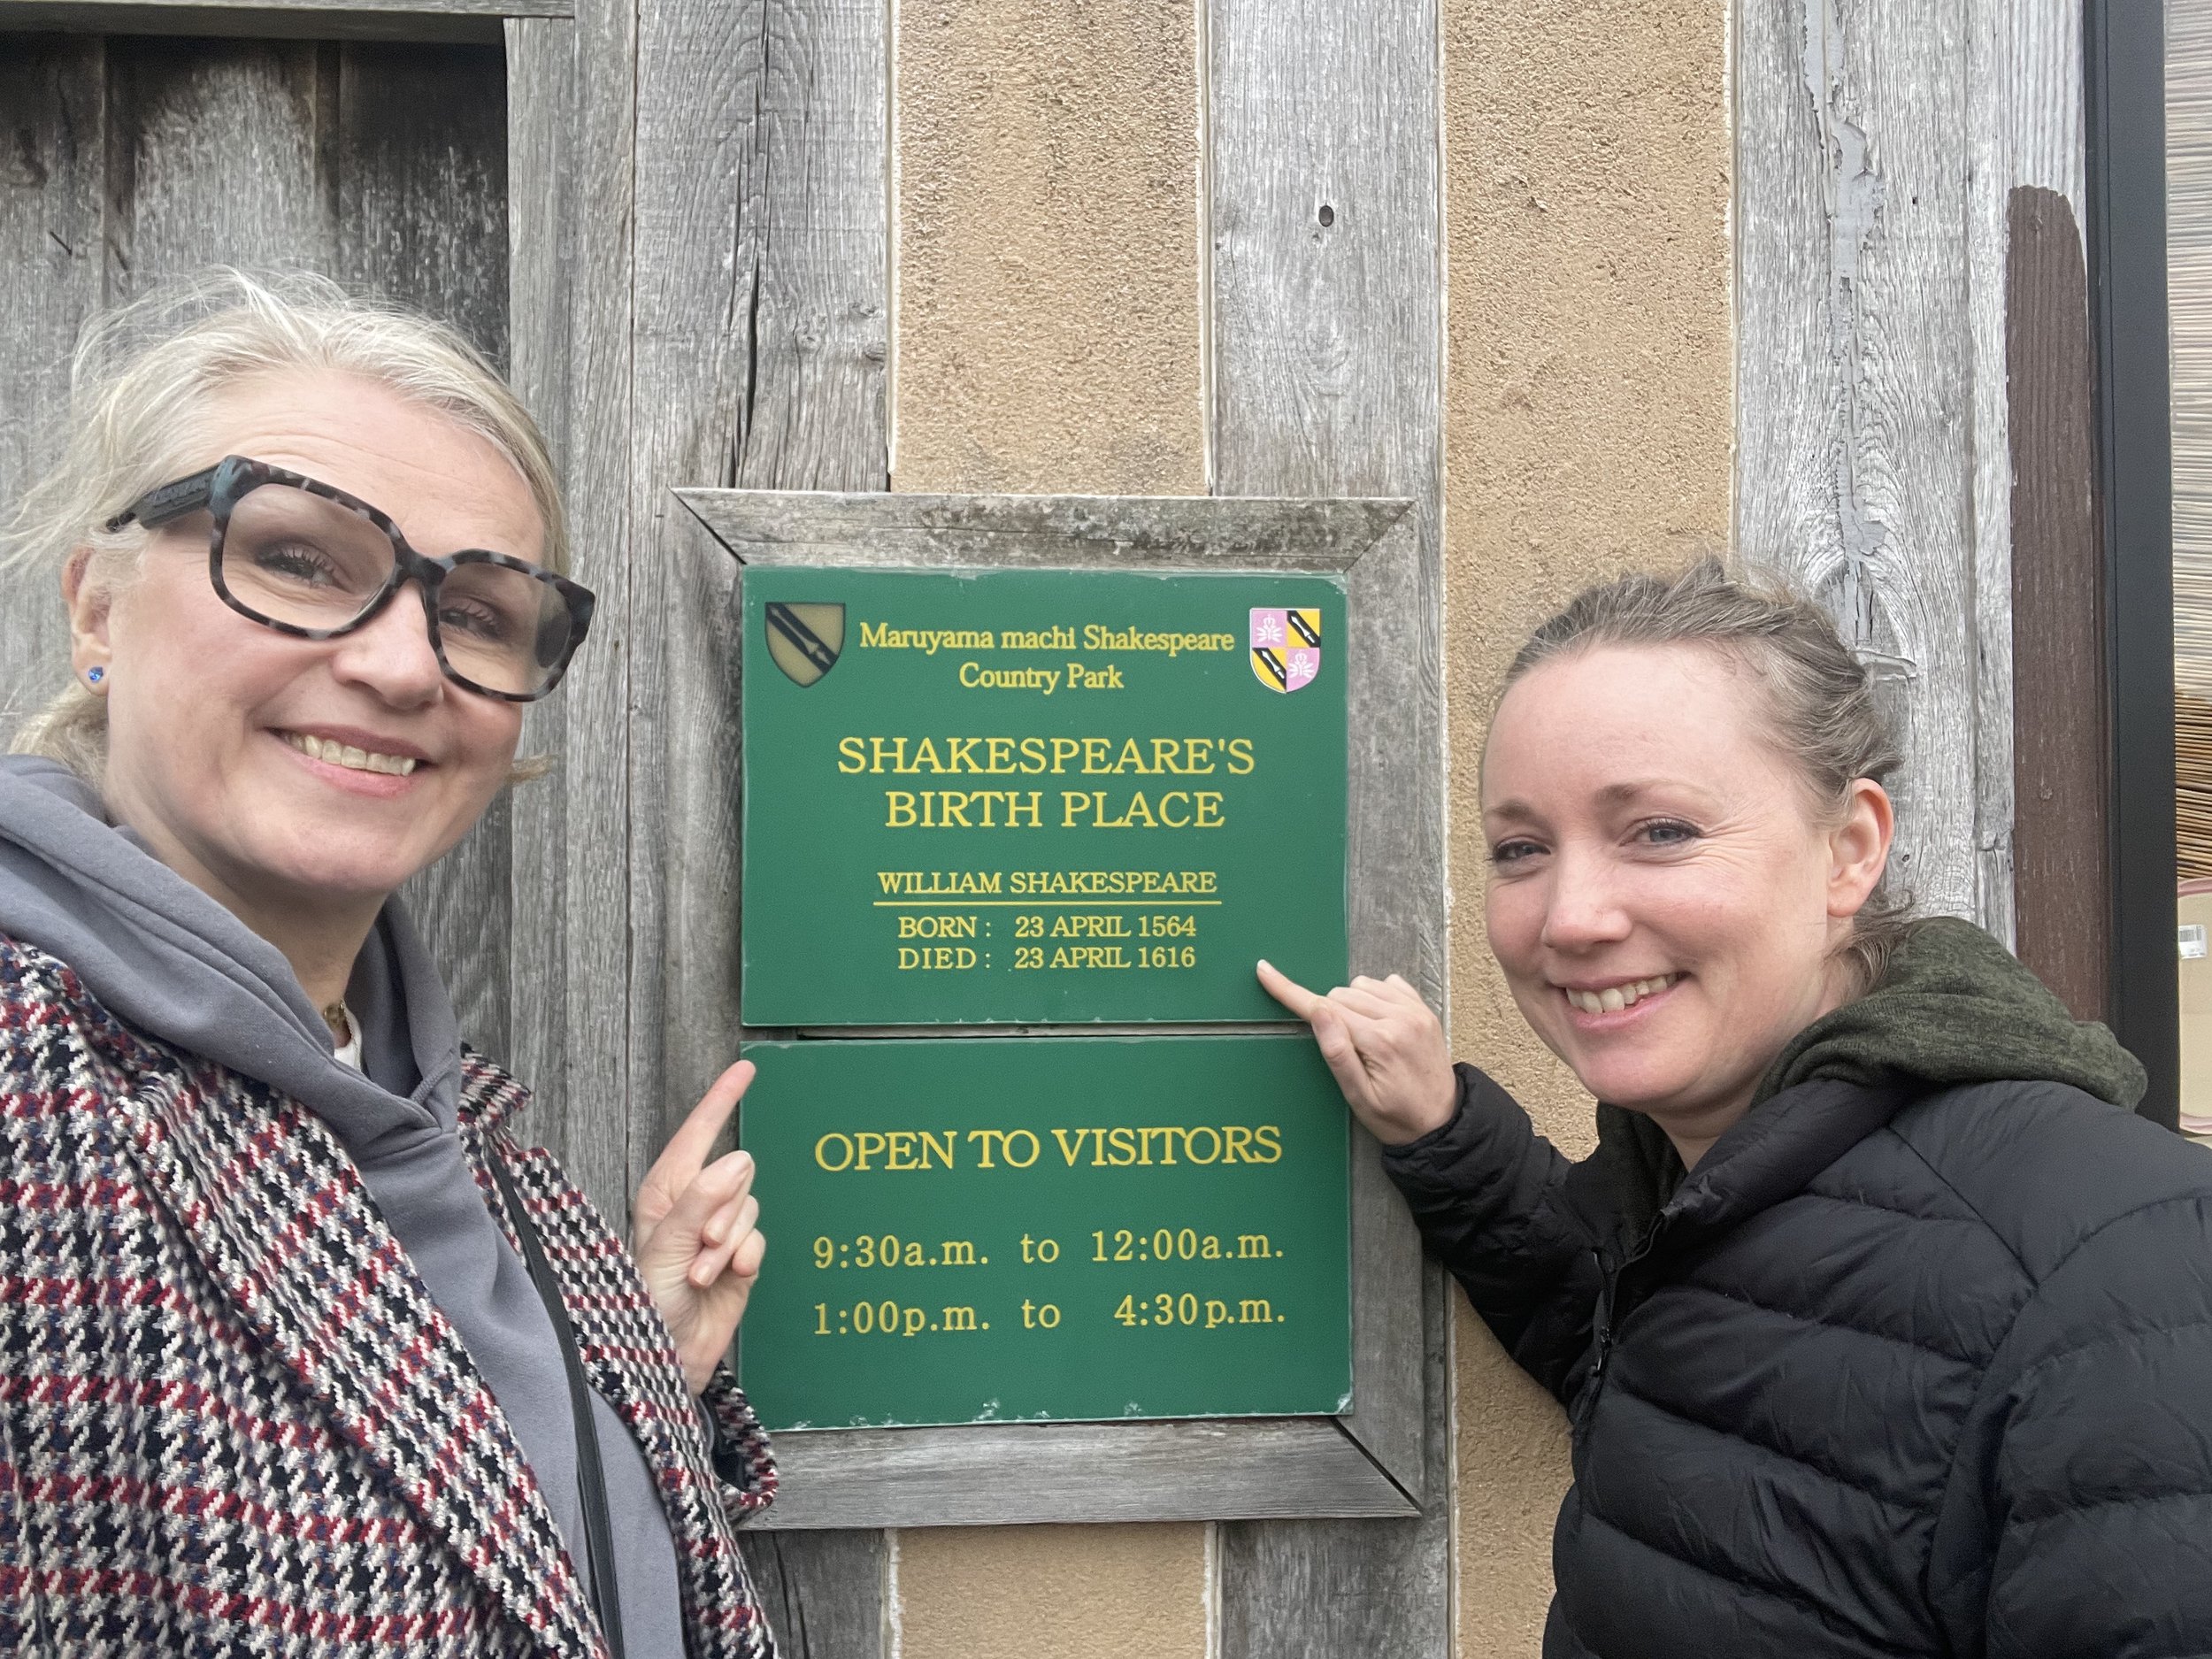 Maruyama machi Shakespeare
Country Park
SHAKESPEARE'S
BIRTH PLACE
WILLIAM SHAKESPEARE
BORN : 23 APRIL 1564
DIED : 23 APRIL 1616
OPEN TO VISITORS
9:30a.m. to 12:00a.m.
1:00p.m. to 4:30p.m.